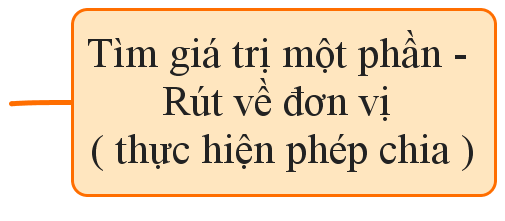 Tìm giá trị một phần -
Rút về đơn vị
( thực hiện phép chia )